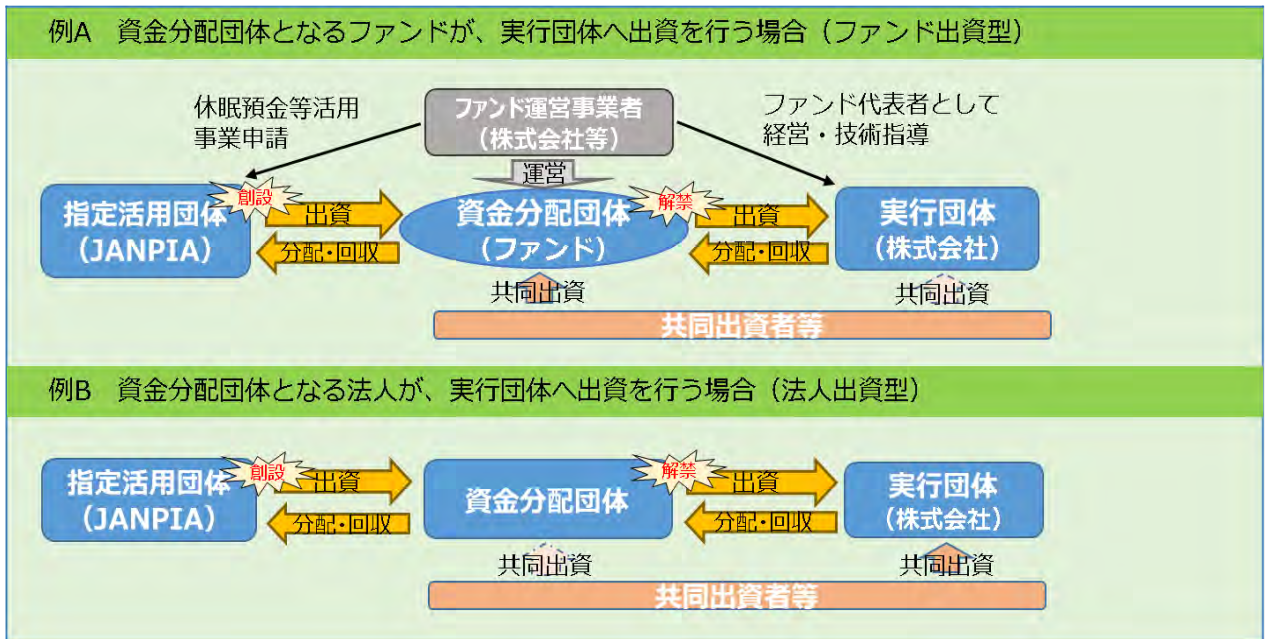 例A 資金分配団体となるファンドが、実行団体へ出資を行う場合（ファンド出資型）
休眠預金等活用
事業申請
ファンド運営事業者
（株式会社等）
ファンド代表者として
経営・技術指導
運営
指定活用団体
（JANPIA）
創設
出資
分配・回収
資金分配団体
（ファンド）
解禁
出資
分配・回収
実行団体
（株式会社）
共同出資
共同出資
共同出資者等
例B 資金分配団体となる法人が、実行団体へ出資を行う場合（法人出資型）
指定活用団体
（JANPIA）
創設
出資
分配・回収
資金分配団体
解禁
出資
分配・回収
実行団体
（株式会社）
共同出資
共同出資
共同出資者等